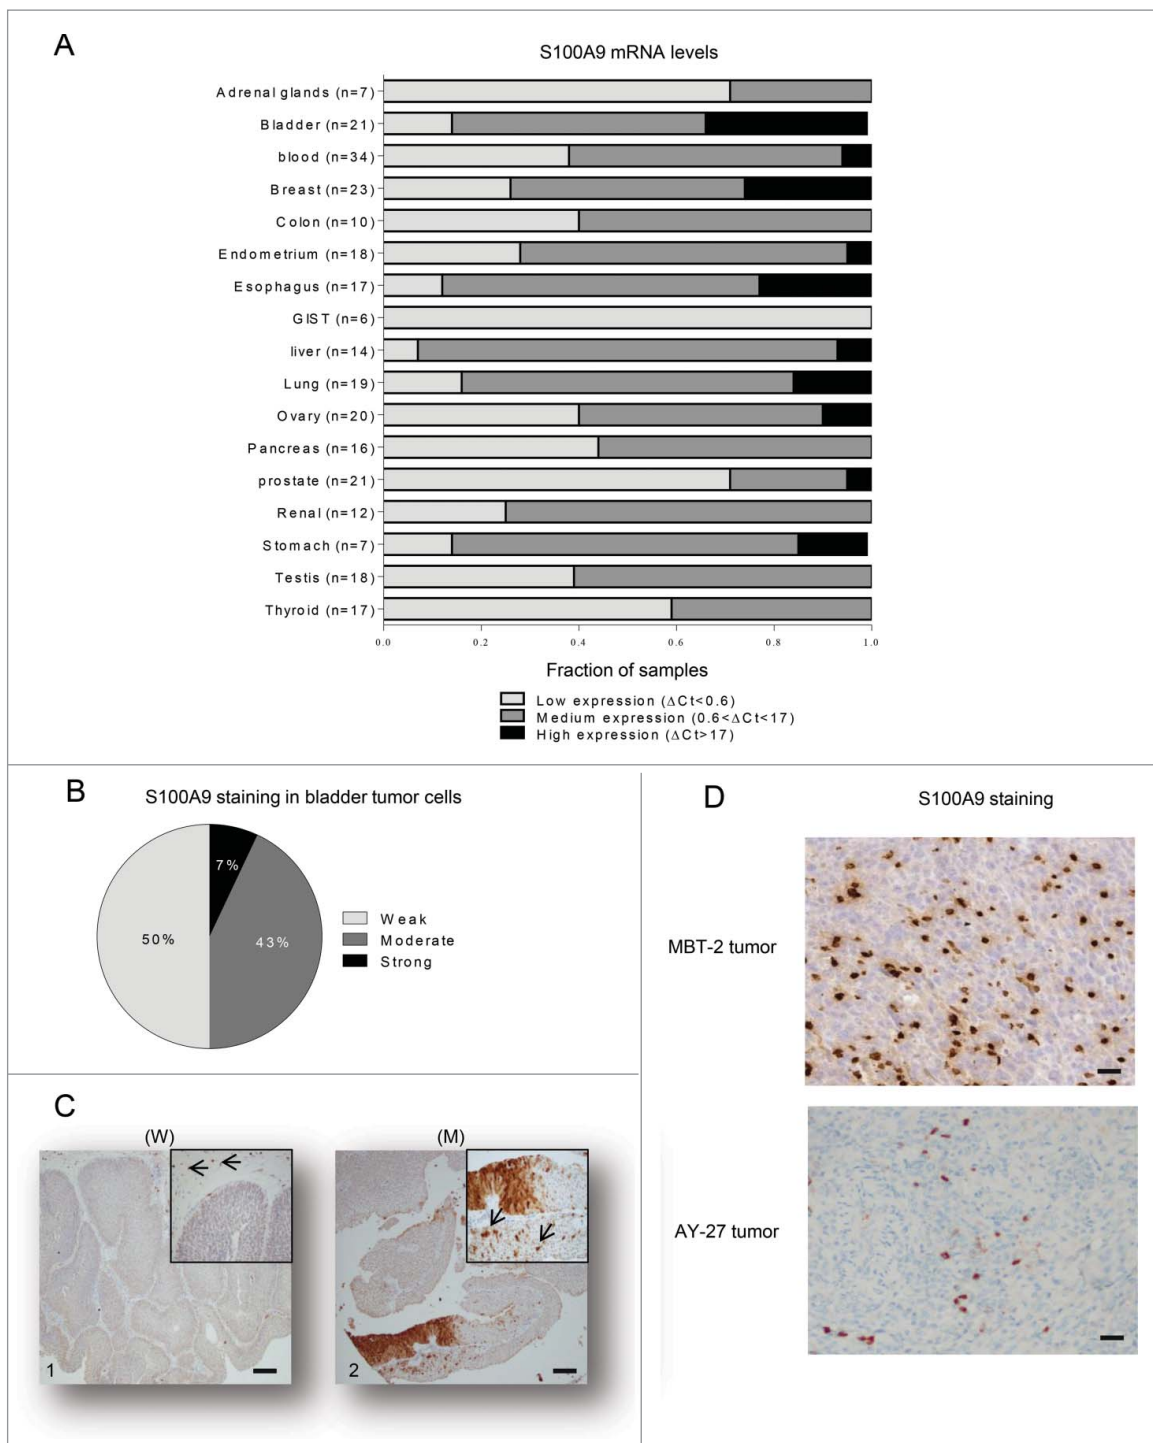 A
S100A9 mRNA levels
Adrenal glands (n=7)
Bladder (n=21)
blood (n=34)
Breast (n=23)
Colon (n=10)
Endometrium (n=18)
Esophagus (n=17)
GIST (n=6)
liver (n=14)
Lung (n=19)
Ovary (n=20)
Pancreas (n=16)
prostate (n=21)
Renal (n=12)
Stomach (n=7)
Testis (n=18)
Thyroid (n=17)
0.0 0.2 0.4 0.6 0.8 1.0
Fraction of samples
Low expression (ΔCt<0.6)
Medium expression (0.6<ΔCt<17)
High expression (ΔCt>17)
B
S100A9 staining in bladder tumor cells
7%
50%
43%
Weak
Moderate
Strong
C
(W)
(M)
1
2
D
S100A9 staining
MBT-2 tumor
AY-27 tumor